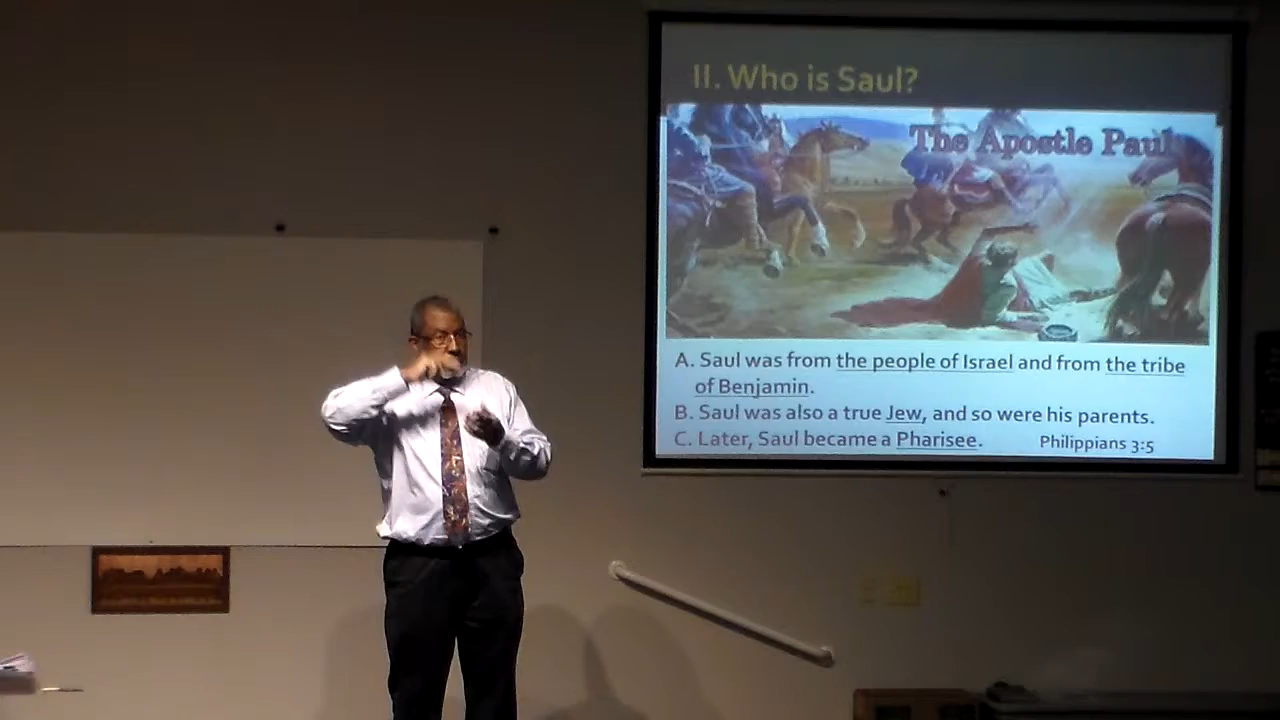 II. Who is Saul?
The Apostle Paul
A. Saul was from the people of Israel and from the tribe
of Benjamin.
B. Saul was also a true Jew, and so were his parents.
C. Later, Saul became a Pharisee. Philippians 3:5